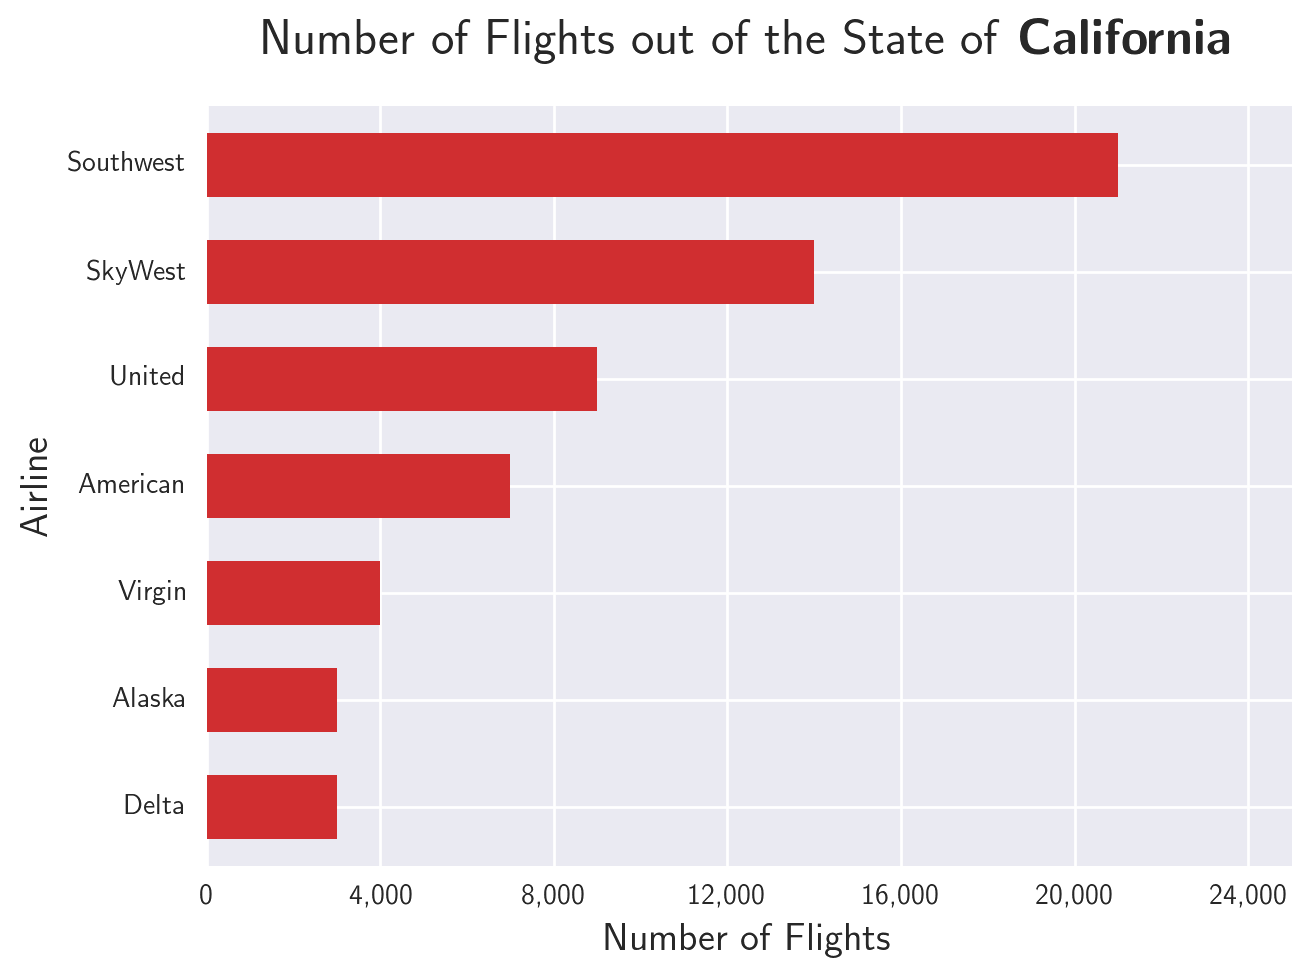 Number of Flights out of the State of California
Southwest
SkyWest
United
American
Virgin
Alaska
Delta
Airline
0 4,000 8,000 12,000 16,000 20,000 24,000
Number of Flights